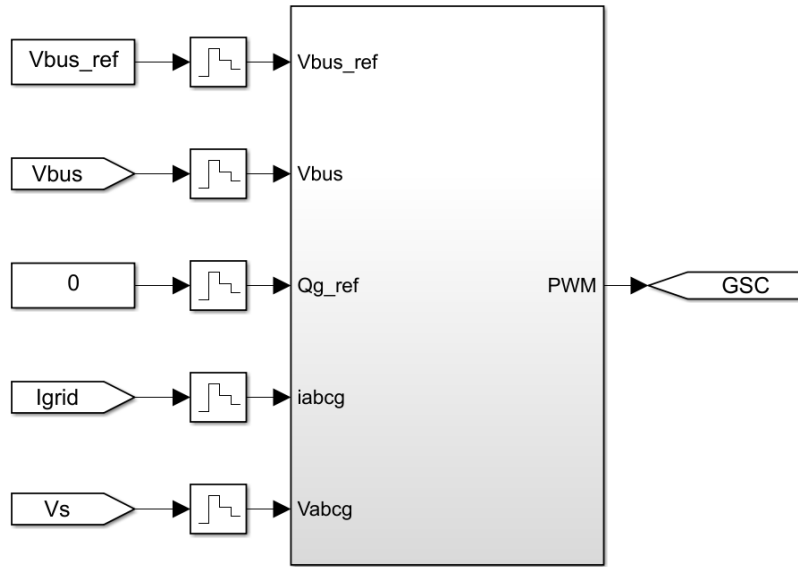 Vbus_ref
Vbus_ref
Vbus
Vbus
0
Qg_ref
PWM
GSC
Igrid
iabcg
Vs
Vabcg